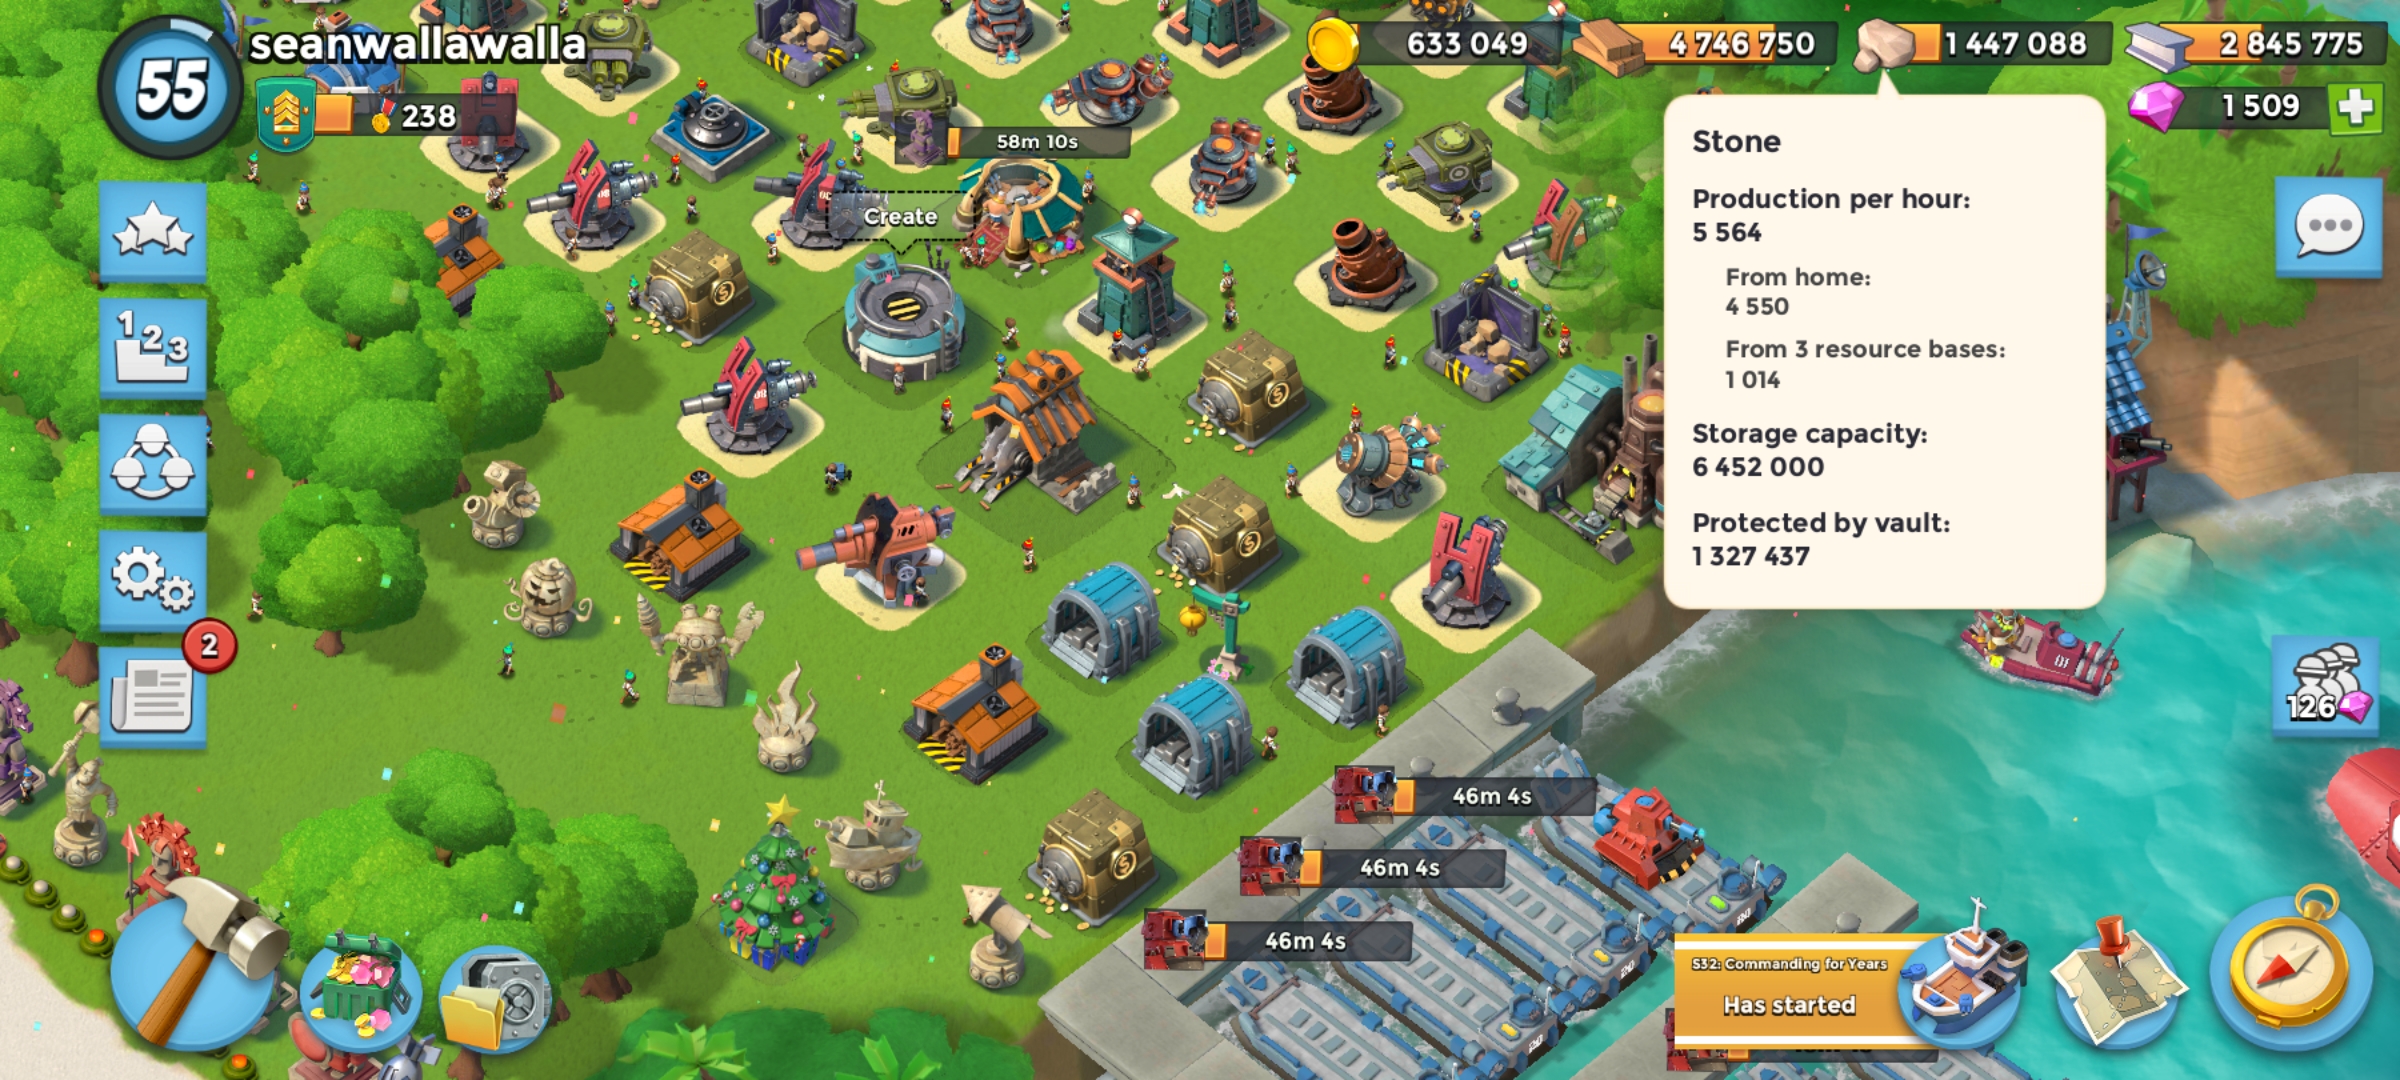 55
seanwallawalla
238
633 049
4 746 750
1 447 088
2 845 775
1 509
Stone
Production per hour:
5 564
From home:
4 550
From 3 resource bases:
1 014
Storage capacity:
6 452 000
Protected by vault:
1 327 437
58m 10s
Create
1 2 3
2
126
46m 4s
46m 4s
46m 4s
S32: Commanding for Years
Has started